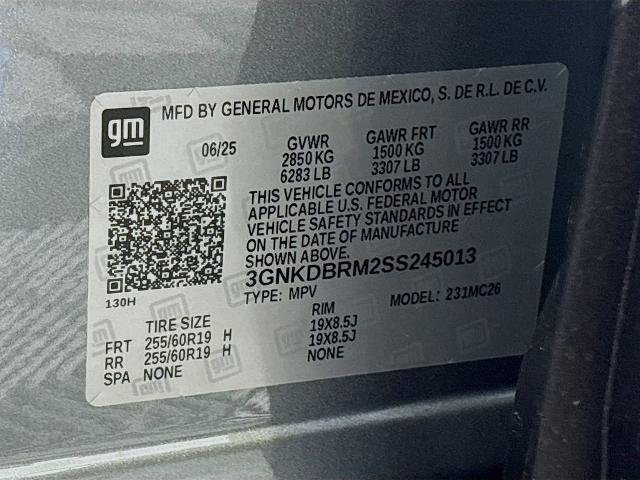 gm
MFD BY GENERAL MOTORS DE MEXICO, S. DE R.L. DE C.V.
06/25 GVWR GAWR FRT GAWR RR
2850 KG 1500 KG 1500 KG
6283 LB 3307 LB 3307 LB
THIS VEHICLE CONFORMS TO ALL
APPLICABLE U.S. FEDERAL MOTOR
VEHICLE SAFETY STANDARDS IN EFFECT
ON THE DATE OF MANUFACTURE
SHOWN ABOVE.
3GNKDBRM2SS245013
130H TYPE: MPV MODEL: 231MC26
TIRE SIZE RIM
FRT 255/60R19 H 19X8.5J
RR 255/60R19 H 19X8.5J
SPA NONE NONE